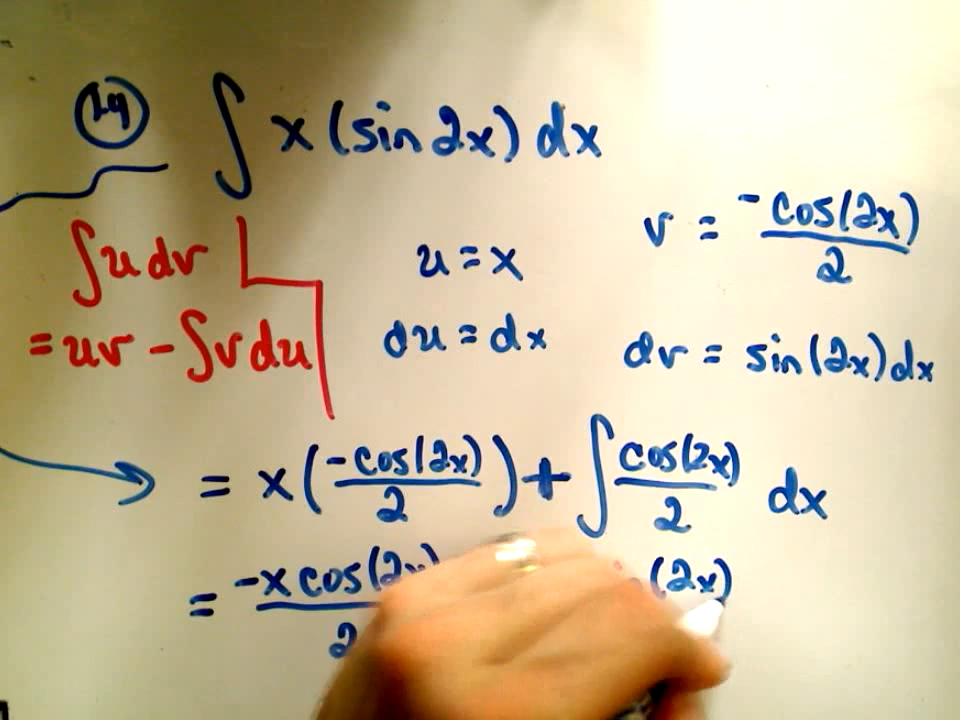 24 ∫ x (sin 2x) dx
∫ u dv
= uv - ∫ v du
u = x
du = dx
v = -cos(2x)/2
dv = sin(2x) dx
= x(-cos(2x)/2) + ∫ cos(2x)/2 dx
= -x cos(2x)/2 (2x)